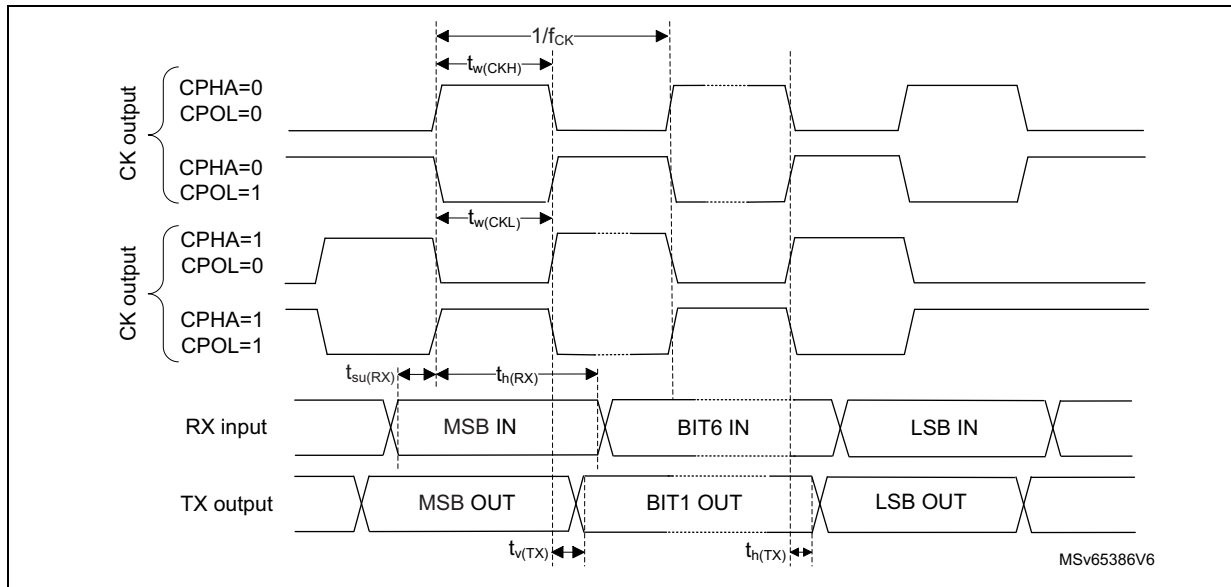 1/fCK
tw(CKH)
CK output
CPHA=0
CPOL=0
CPHA=0
CPOL=1
tw(CKL)
CK output
CPHA=1
CPOL=0
CPHA=1
CPOL=1
tsu(RX)
th(RX)
RX input
MSB IN
BIT6 IN
LSB IN
TX output
MSB OUT
BIT1 OUT
LSB OUT
tv(TX)
th(TX)
MSv65386V6